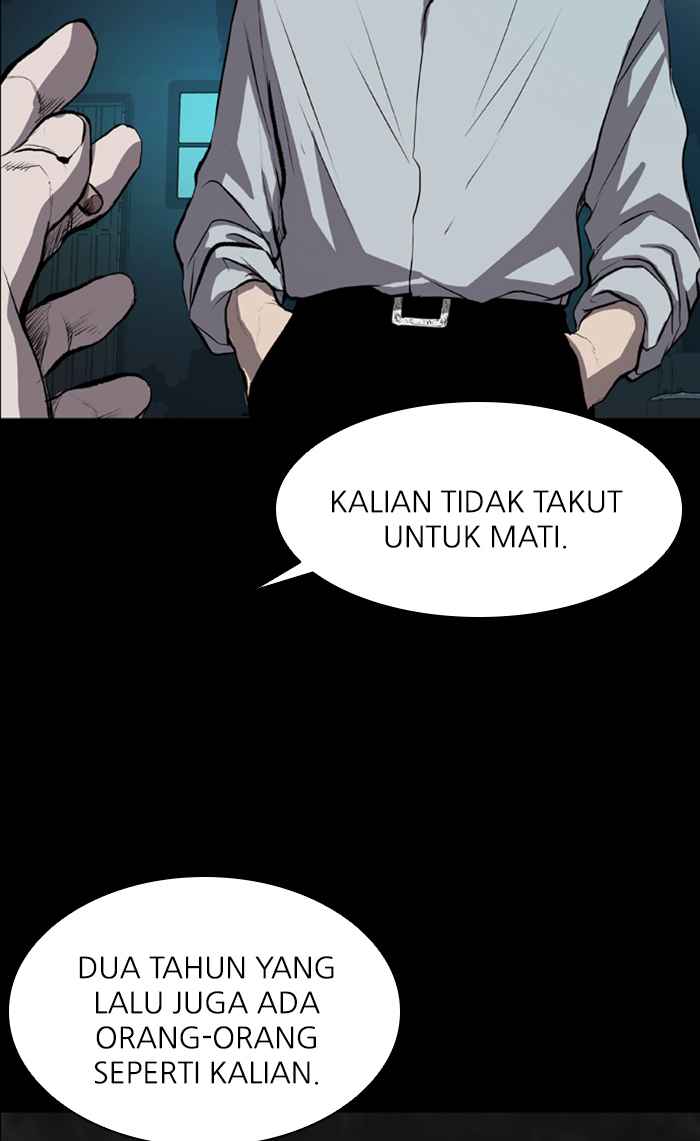 KALIAN TIDAK TAKUT
UNTUK MATI.
DUA TAHUN YANG
LALU JUGA ADA
ORANG-ORANG
SEPERTI KALIAN.